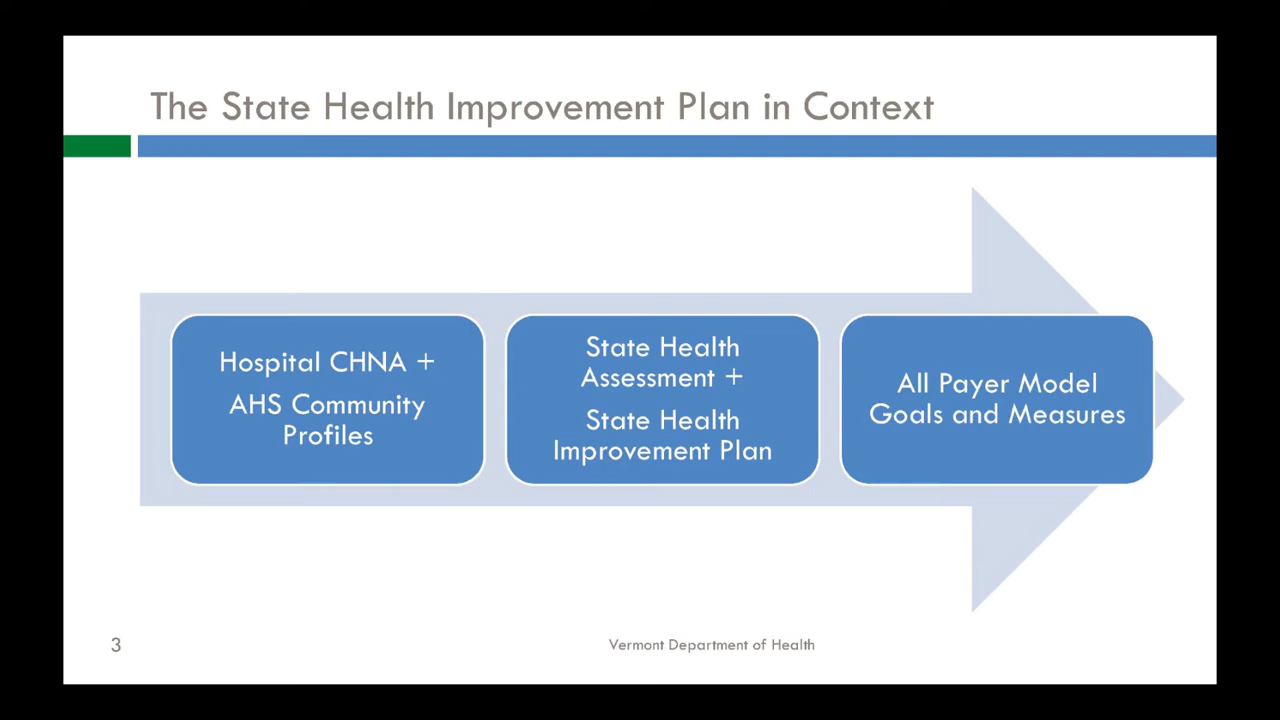 The State Health Improvement Plan in Context
Hospital CHNA +
AHS Community
Profiles
State Health
Assessment +
State Health
Improvement Plan
All Payer Model
Goals and Measures
3
Vermont Department of Health